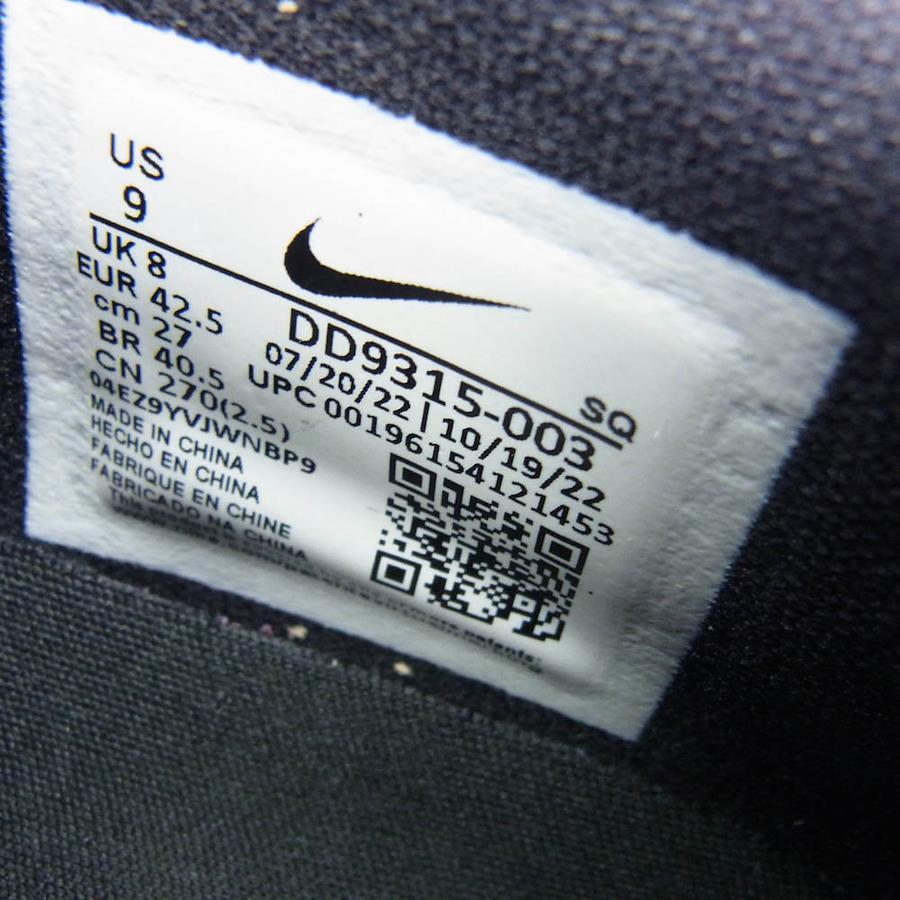 US
9
UK 8
EUR 42.5
cm 27
BR 40.5
CN 270(2.5)
SQ
DD9315-003
07/20/22 | 10/19/22
UPC 00196154121453
04EZ9YVJWNBP9
MADE IN CHINA
HECHO EN CHINA
FABRIQUE EN CHINE
FABRICADO NA CHINA
patents: